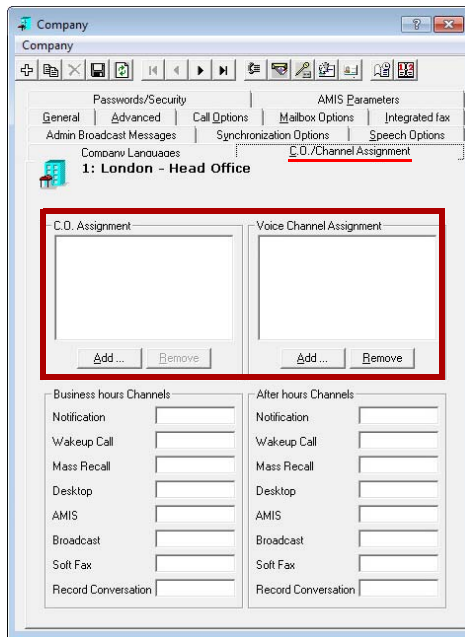 Company
Company
Passwords/Security AMIS Parameters
General Advanced Call Options Mailbox Options Integrated fax
Admin Broadcast Messages Synchronization Options Speech Options
Company Languages C.O./Channel Assignment
1: London - Head Office
C.O. Assignment Voice Channel Assignment
Add ... Remove Add ... Remove
Business hours Channels After hours Channels
Notification Notification
Wakeup Call Wakeup Call
Mass Recall Mass Recall
Desktop Desktop
AMIS AMIS
Broadcast Broadcast
Soft Fax Soft Fax
Record Conversation Record Conversation